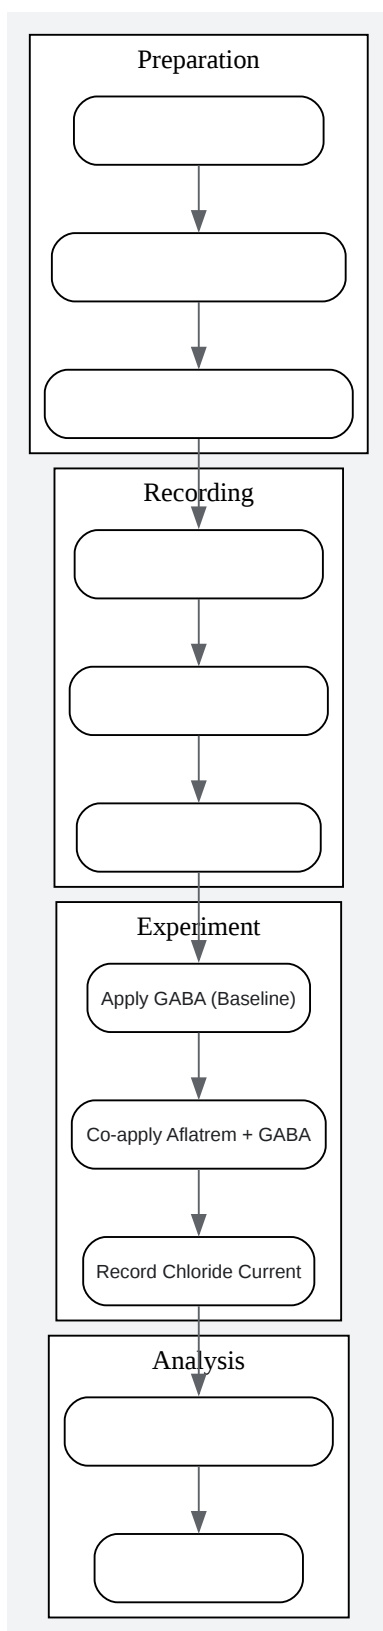 Preparation
Recording
Experiment
Apply GABA (Baseline)
Co-apply Aflatrem + GABA
Record Chloride Current
Analysis